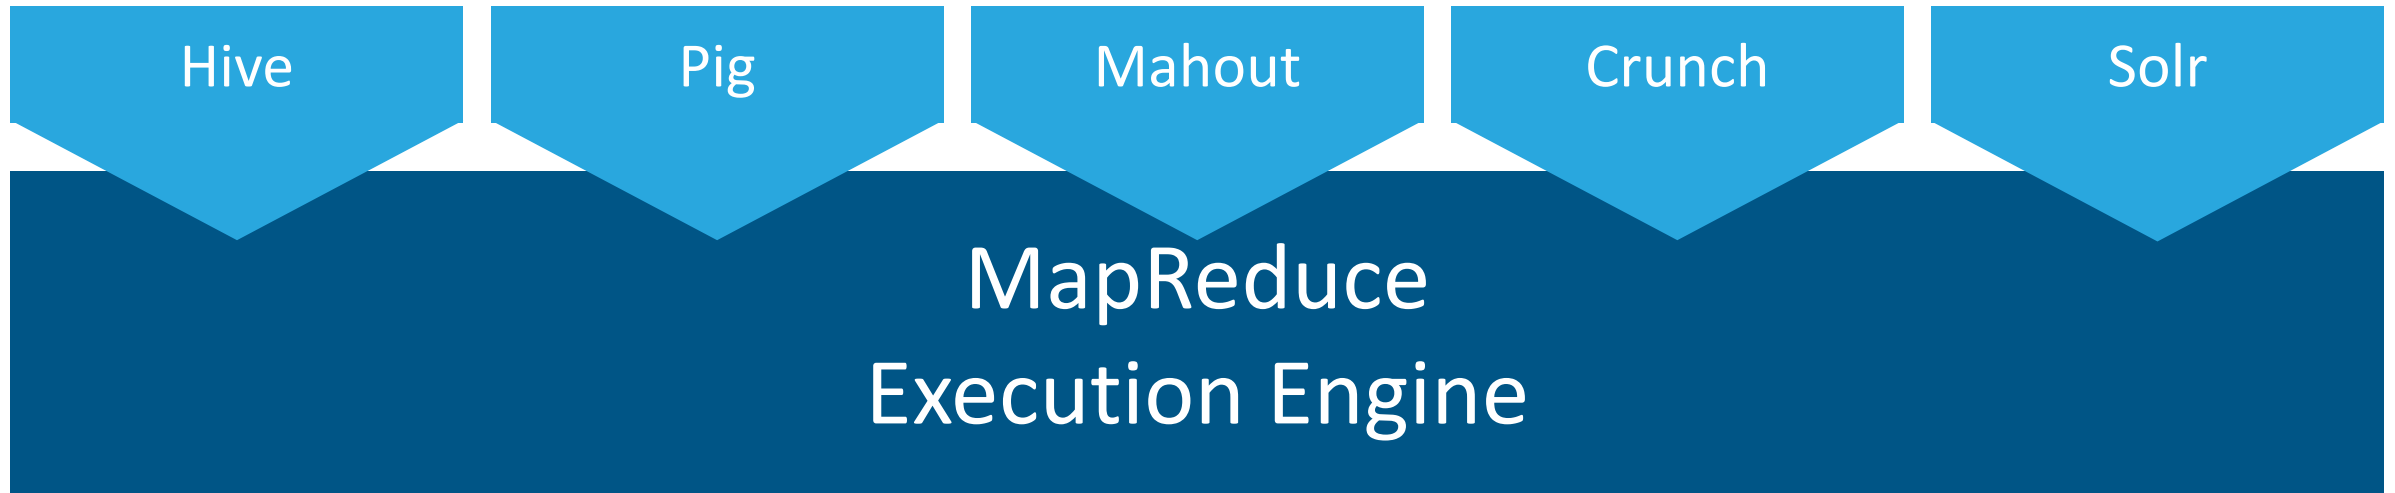 Hive
Pig
Mahout
Crunch
Solr
MapReduce
Execution Engine